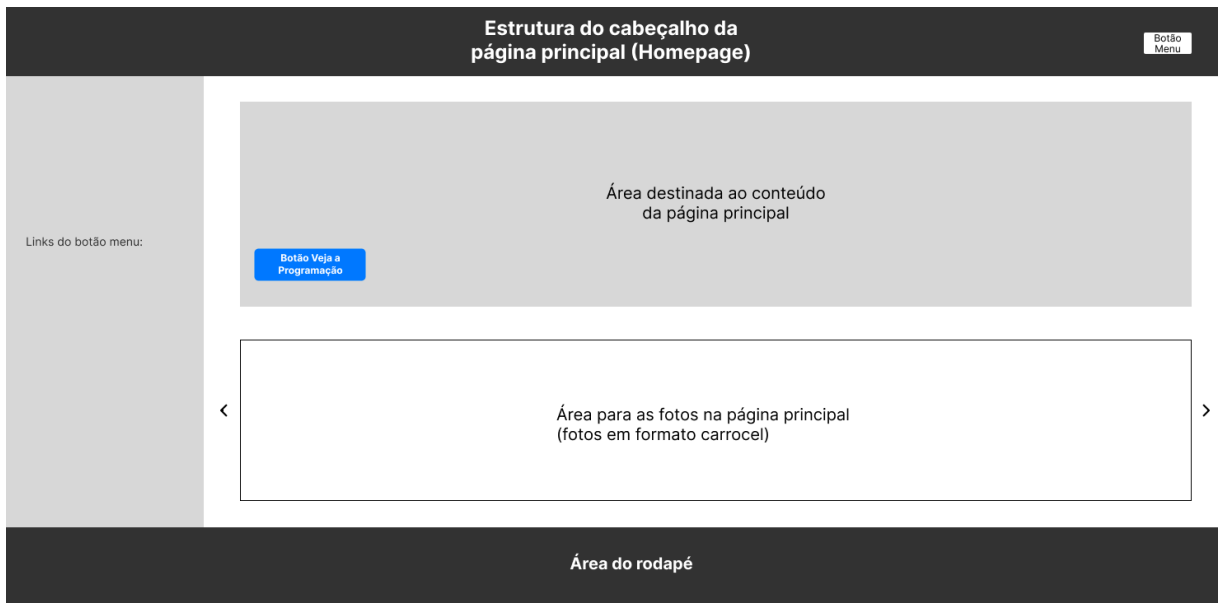 Estrutura do cabeçalho da
página principal (Homepage)
Botão
Menu
Área destinada ao conteúdo
da página principal
Links do botão menu:
Botão Veja a
Programação
Área para as fotos na página principal
(fotos em formato carrocel)
Área do rodapé